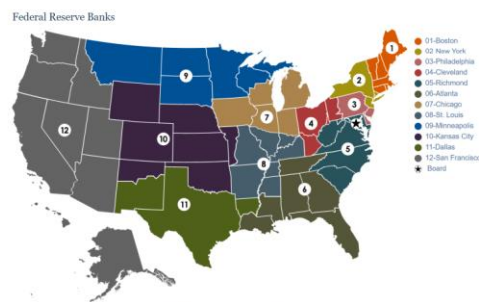 Federal Reserve Banks
01-Boston
02 New York
03-Philadelphia
04-Cleveland
05-Richmond
06-Atlanta
07-Chicago
08-St. Louis
09-Minneapolis
10-Kansas City
11-Dallas
12-San Francisco
Board
1
2
9
3
7
4
12
10
5
8
6
11